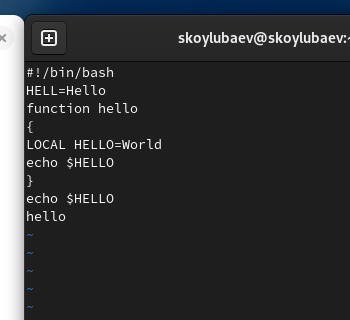 skoylubaev@skoylubaev:~
#!/bin/bash
HELL=Hello
function hello
{
LOCAL HELLO=World
echo $HELLO
}
echo $HELLO
hello
~
~
~
~
~